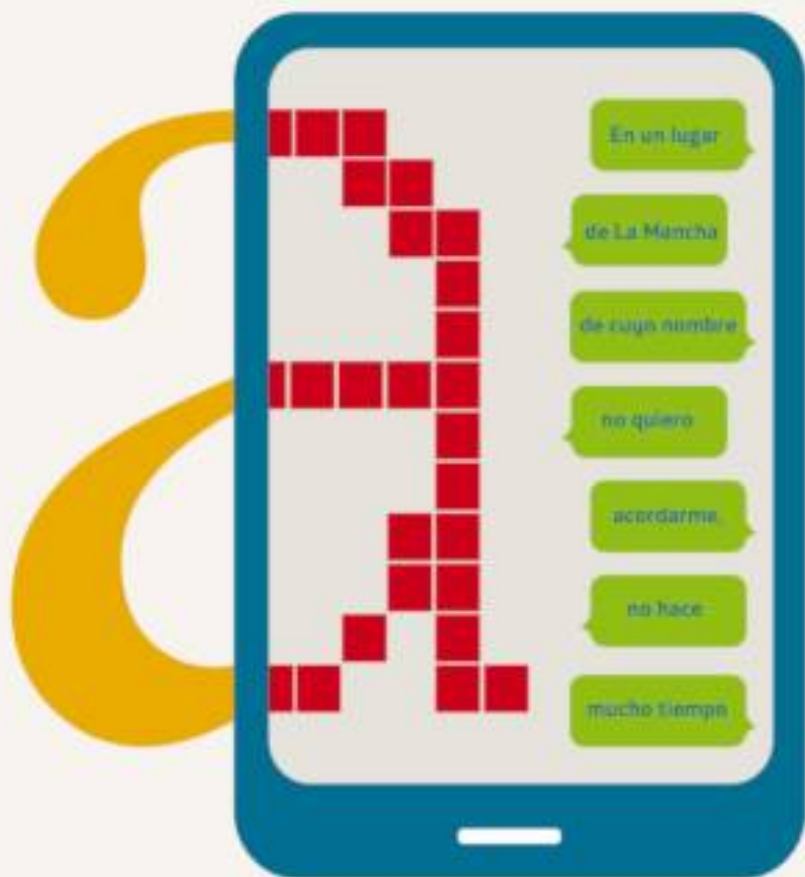 a
En un lugar
de La Mancha
de cuyo nombre
no quiero
acordarme,
no hace
mucho tiempo